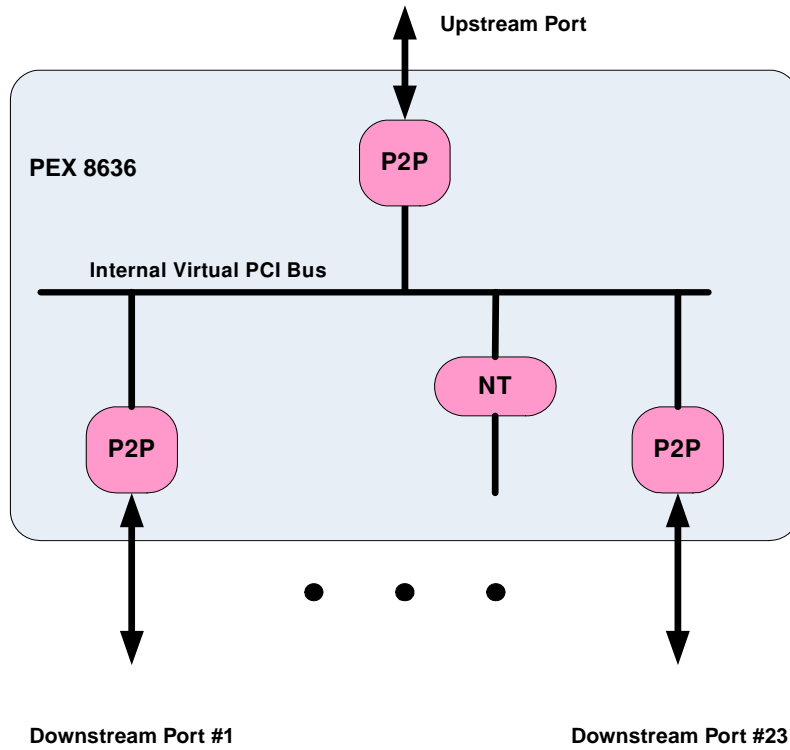 Upstream Port
P2P
PEX 8636
Internal Virtual PCI Bus
NT
P2P
P2P
Downstream Port #1
Downstream Port #23